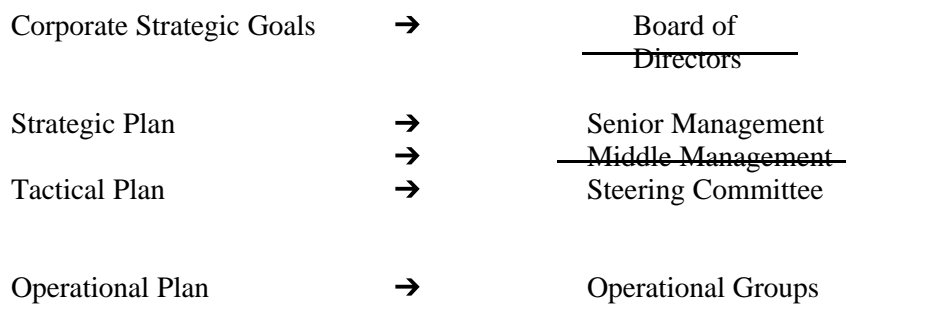 Corporate Strategic Goals ➔ Board of
Directors
Strategic Plan ➔ Senior Management
➔ Middle Management
Tactical Plan ➔ Steering Committee
Operational Plan ➔ Operational Groups